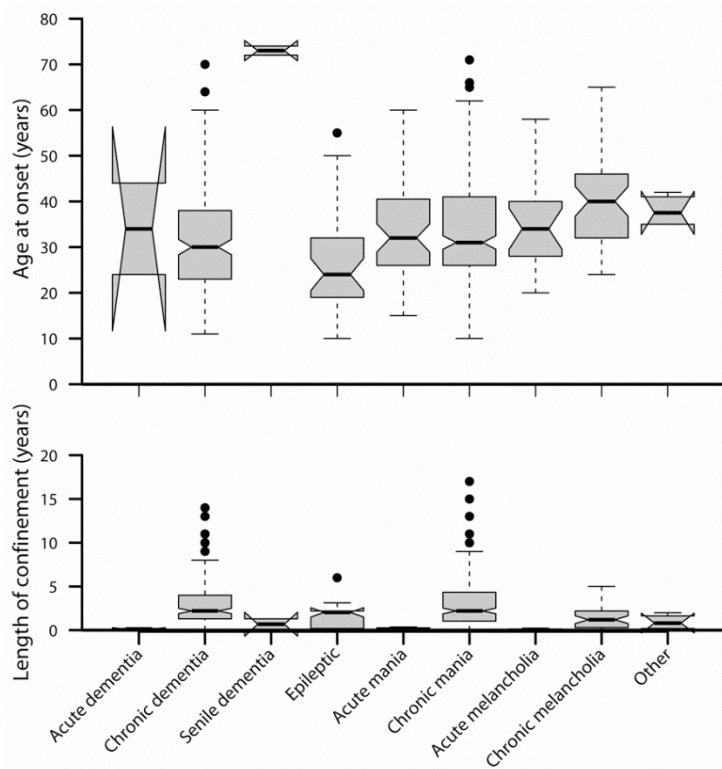 Age at onset (years)
80
70
60
50
40
30
20
10
0
Length of confinement (years)
20
15
10
5
0
Acute dementia
Chronic dementia
Senile dementia
Epileptic
Acute mania
Chronic mania
Acute melancholia
Chronic melancholia
Other